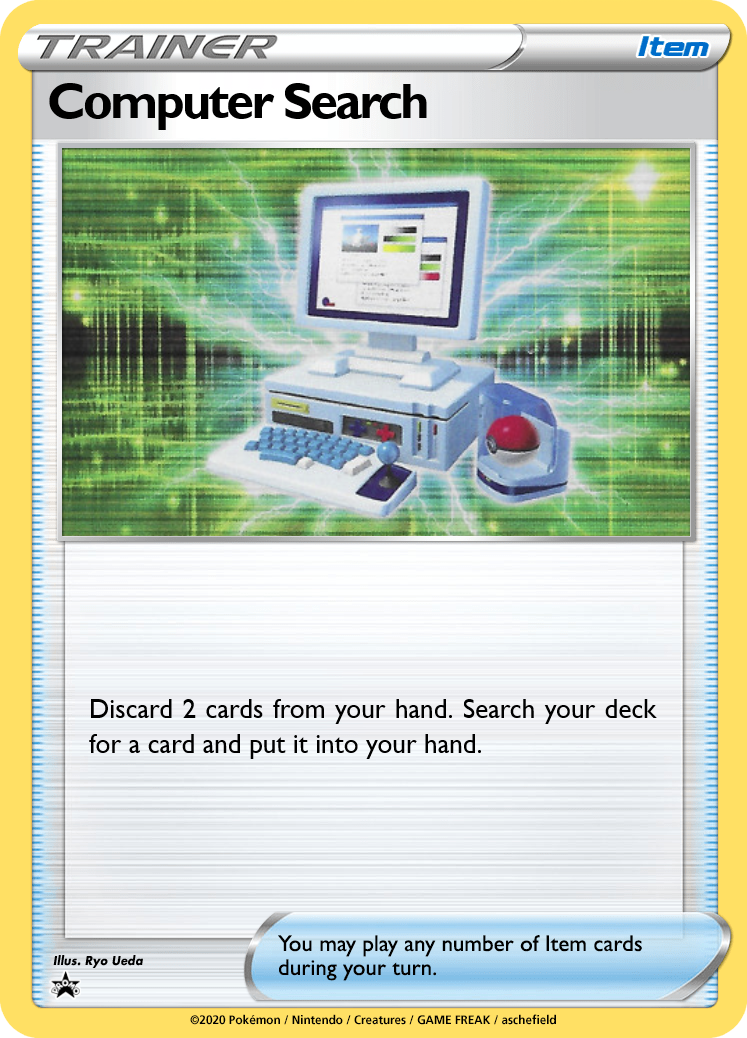 TRAINER
Item
Computer Search
Discard 2 cards from your hand. Search your deck
for a card and put it into your hand.
You may play any number of Item cards
during your turn.
Illus. Ryo Ueda
©2020 Pokémon / Nintendo / Creatures / GAME FREAK / aschefield